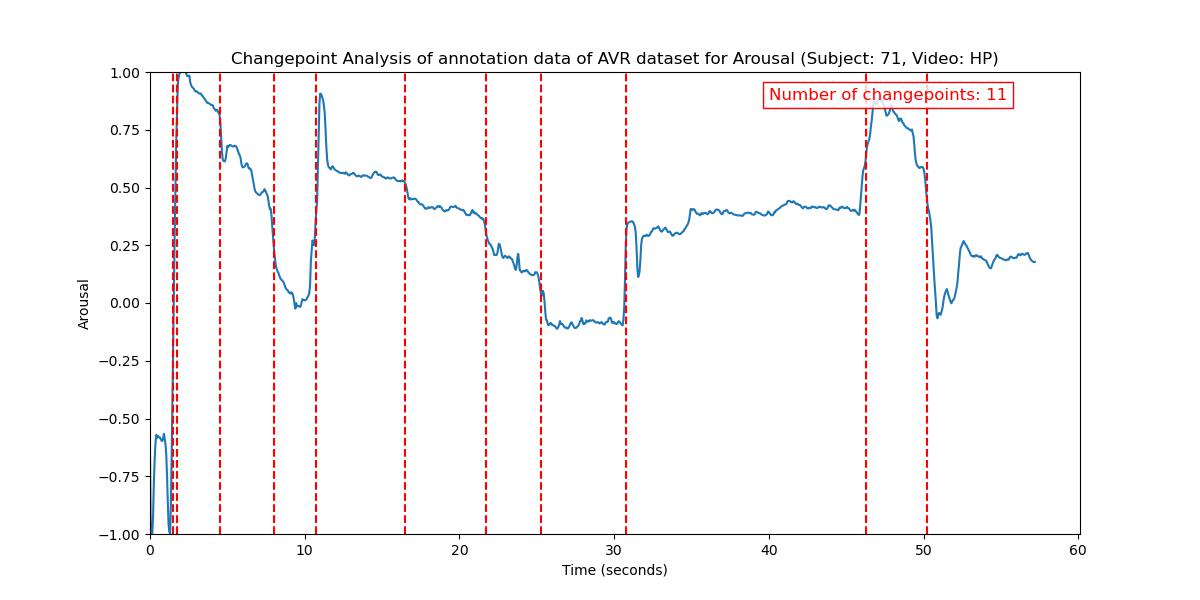 Changepoint Analysis of annotation data of AVR dataset for Arousal (Subject: 71, Video: HP)
Number of changepoints: 11
1.00
0.75
0.50
0.25
0.00
−0.25
−0.50
−0.75
−1.00
Arousal
0 10 20 30 40 50 60
Time (seconds)